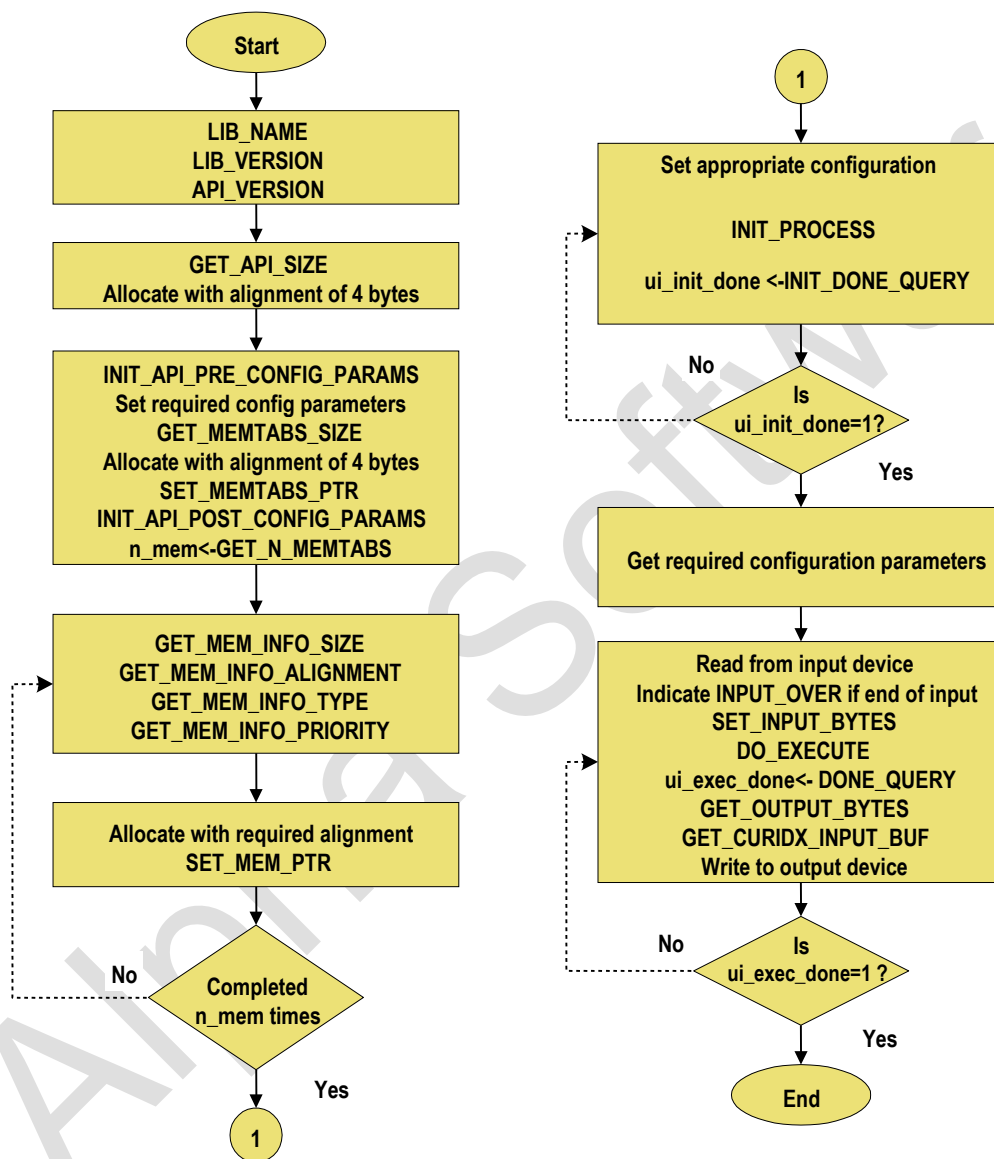 Start
LIB_NAME
LIB_VERSION
API_VERSION
GET_API_SIZE
Allocate with alignment of 4 bytes
INIT_API_PRE_CONFIG_PARAMS
Set required config parameters
GET_MEMTABS_SIZE
Allocate with alignment of 4 bytes
SET_MEMTABS_PTR
INIT_API_POST_CONFIG_PARAMS
n_mem<-GET_N_MEMTABS
GET_MEM_INFO_SIZE
GET_MEM_INFO_ALIGNMENT
GET_MEM_INFO_TYPE
GET_MEM_INFO_PRIORITY
Allocate with required alignment
SET_MEM_PTR
No
Completed
n_mem times
Yes
1
1
Set appropriate configuration
INIT_PROCESS
ui_init_done <-INIT_DONE_QUERY
No
Is
ui_init_done=1?
Yes
Get required configuration parameters
Read from input device
Indicate INPUT_OVER if end of input
SET_INPUT_BYTES
DO_EXECUTE
ui_exec_done<- DONE_QUERY
GET_OUTPUT_BYTES
GET_CURIDX_INPUT_BUF
Write to output device
No
Is
ui_exec_done=1 ?
Yes
End